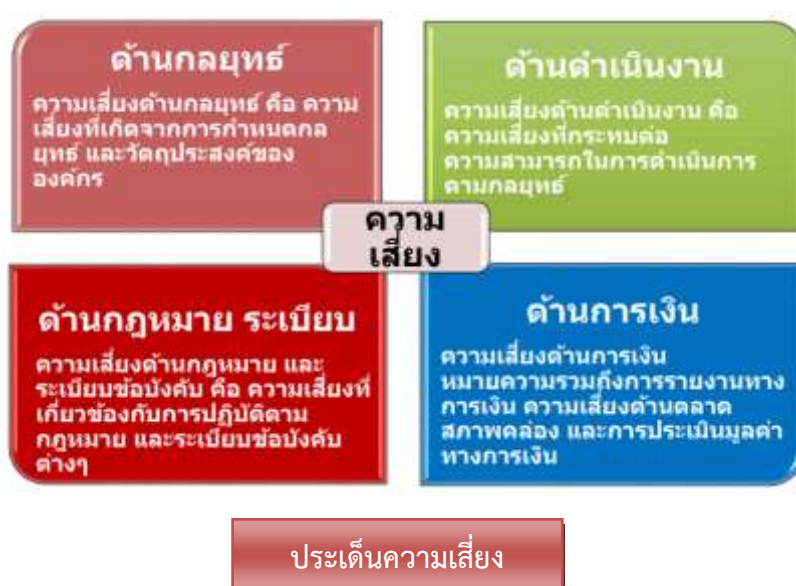 ด้านกลยุทธ์
ความเสี่ยงด้านกลยุทธ์ คือ ความ
เสี่ยงที่เกิดจากการกำหนดกล
ยุทธ์ และวัตถุประสงค์ของ
องค์กร
ด้านดำเนินงาน
ความเสี่ยงด้านดำเนินงาน คือ
ความเสี่ยงที่กระทบต่อ
ความสามารถในการดำเนินการ
ตามกลยุทธ์
ความ
เสี่ยง
ด้านกฎหมาย ระเบียบ
ความเสี่ยงด้านกฎหมาย และ
ระเบียบข้อบังคับ คือ ความเสี่ยงที่
เกี่ยวข้องกับการปฏิบัติตาม
กฎหมาย และระเบียบข้อบังคับ
ต่างๆ
ด้านการเงิน
ความเสี่ยงด้านการเงิน
หมายความรวมถึงการรายงานทาง
การเงิน ความเสี่ยงด้านตลาด
สภาพคล่อง และการประเมินมูลค่า
ทางการเงิน
ประเด็นความเสี่ยง